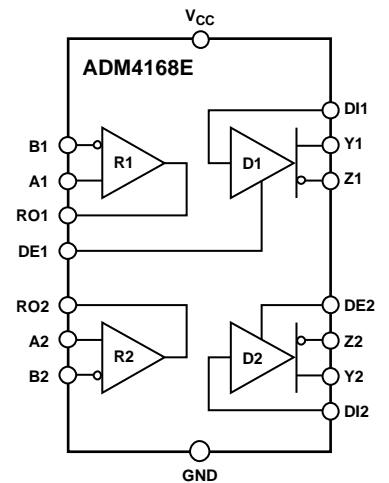 VCC
ADM4168E
B1
A1
RO1
DE1
RO2
A2
B2
R1
R2
D1
D2
DI1
Y1
Z1
DE2
Z2
Y2
DI2
GND